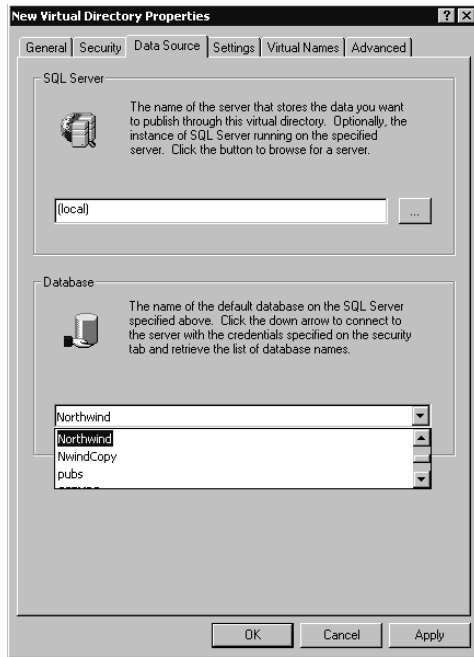 New Virtual Directory Properties
General Security Data Source Settings Virtual Names Advanced
SQL Server
The name of the server that stores the data you want
to publish through this virtual directory. Optionally, the
instance of SQL Server running on the specified
server. Click the button to browse for a server.
(local)
...
Database
The name of the default database on the SQL Server
specified above. Click the down arrow to connect to
the server with the credentials specified on the security
tab and retrieve the list of database names.
Northwind
Northwind
NwindCopy
pubs
OK Cancel Apply